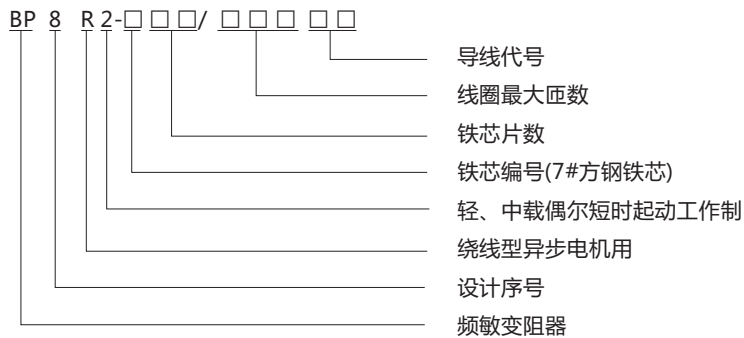 BP 8 R 2-□ □ □/ □ □ □ □ □
导线代号
线圈最大匝数
铁芯片数
铁芯编号(7#方钢铁芯)
轻、中载偶尔短时起动工作制
绕线型异步电机用
设计序号
频敏变阻器